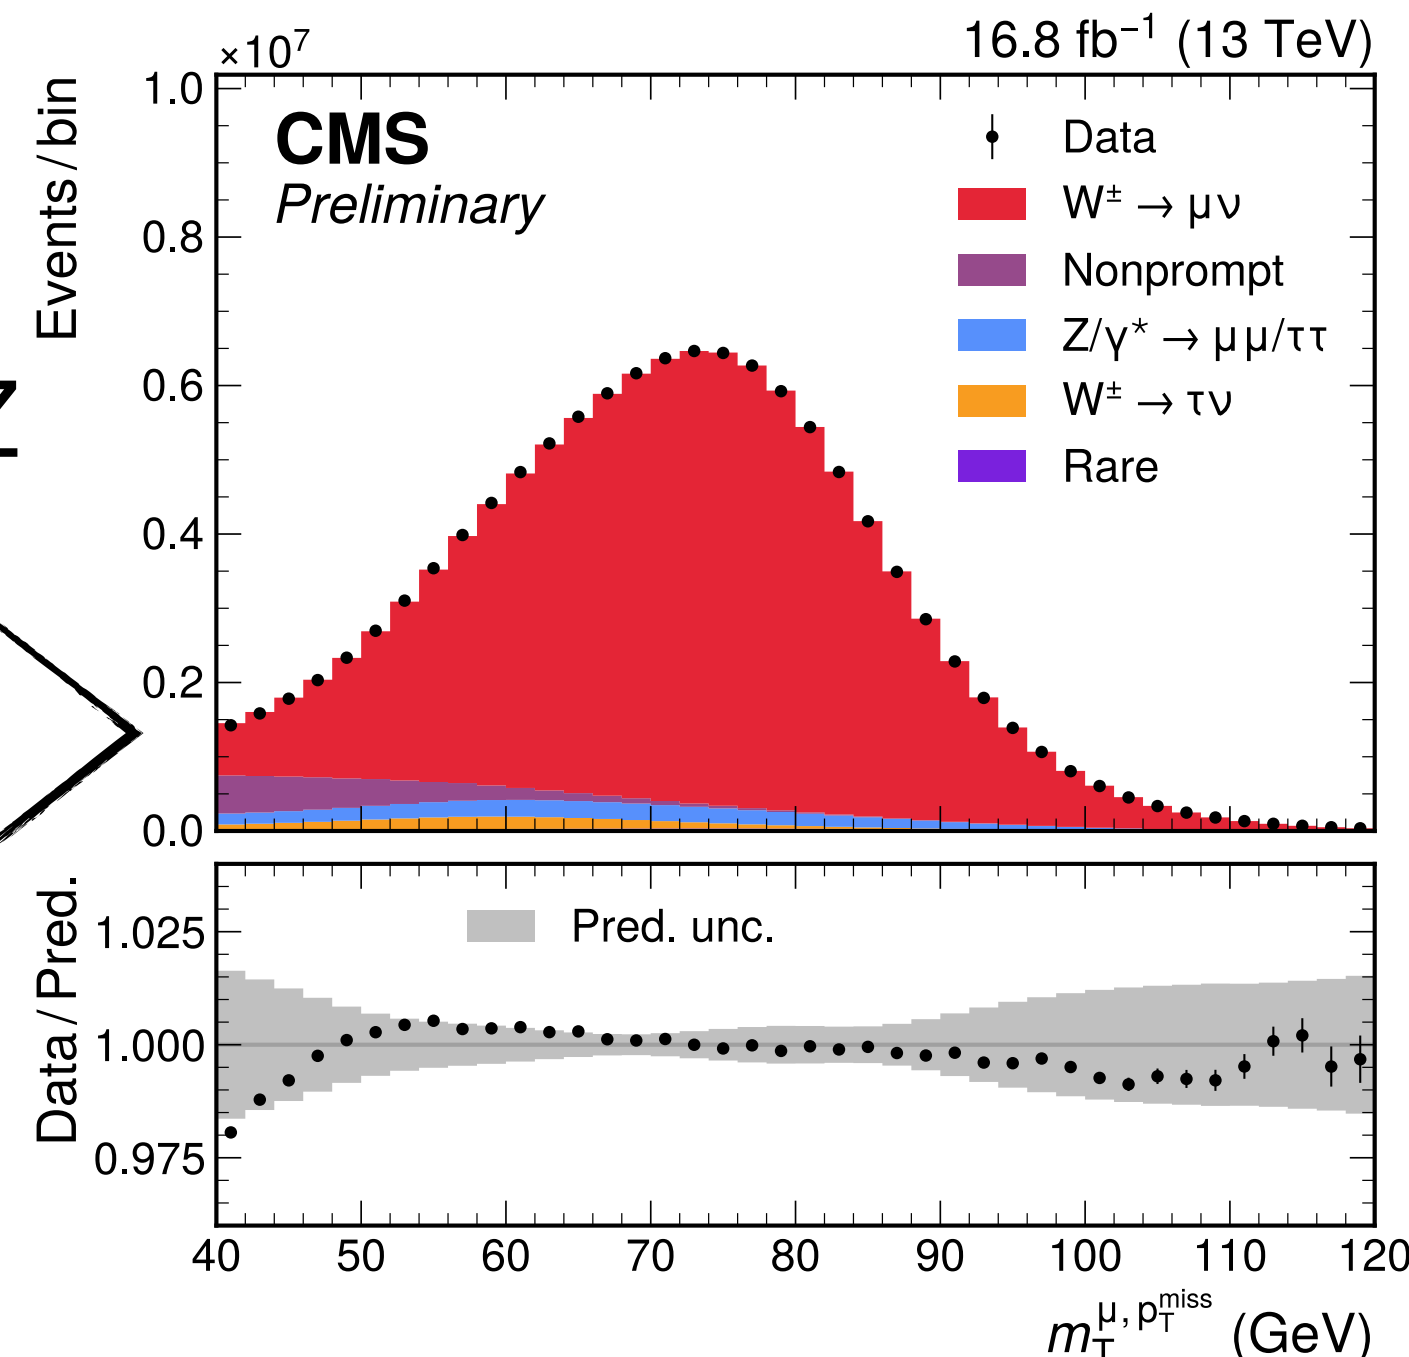 ×10⁷
16.8 fb⁻¹ (13 TeV)
Events/bin
1.0
0.8
0.6
0.4
0.2
0.0
CMS
Preliminary
Data
W± → μν
Nonprompt
Z/γ* → μμ/ττ
W± → τν
Rare
Data/Pred.
1.025
1.000
0.975
Pred. unc.
40 50 60 70 80 90 100 110 120
m_T^{μ, p_T^miss} (GeV)